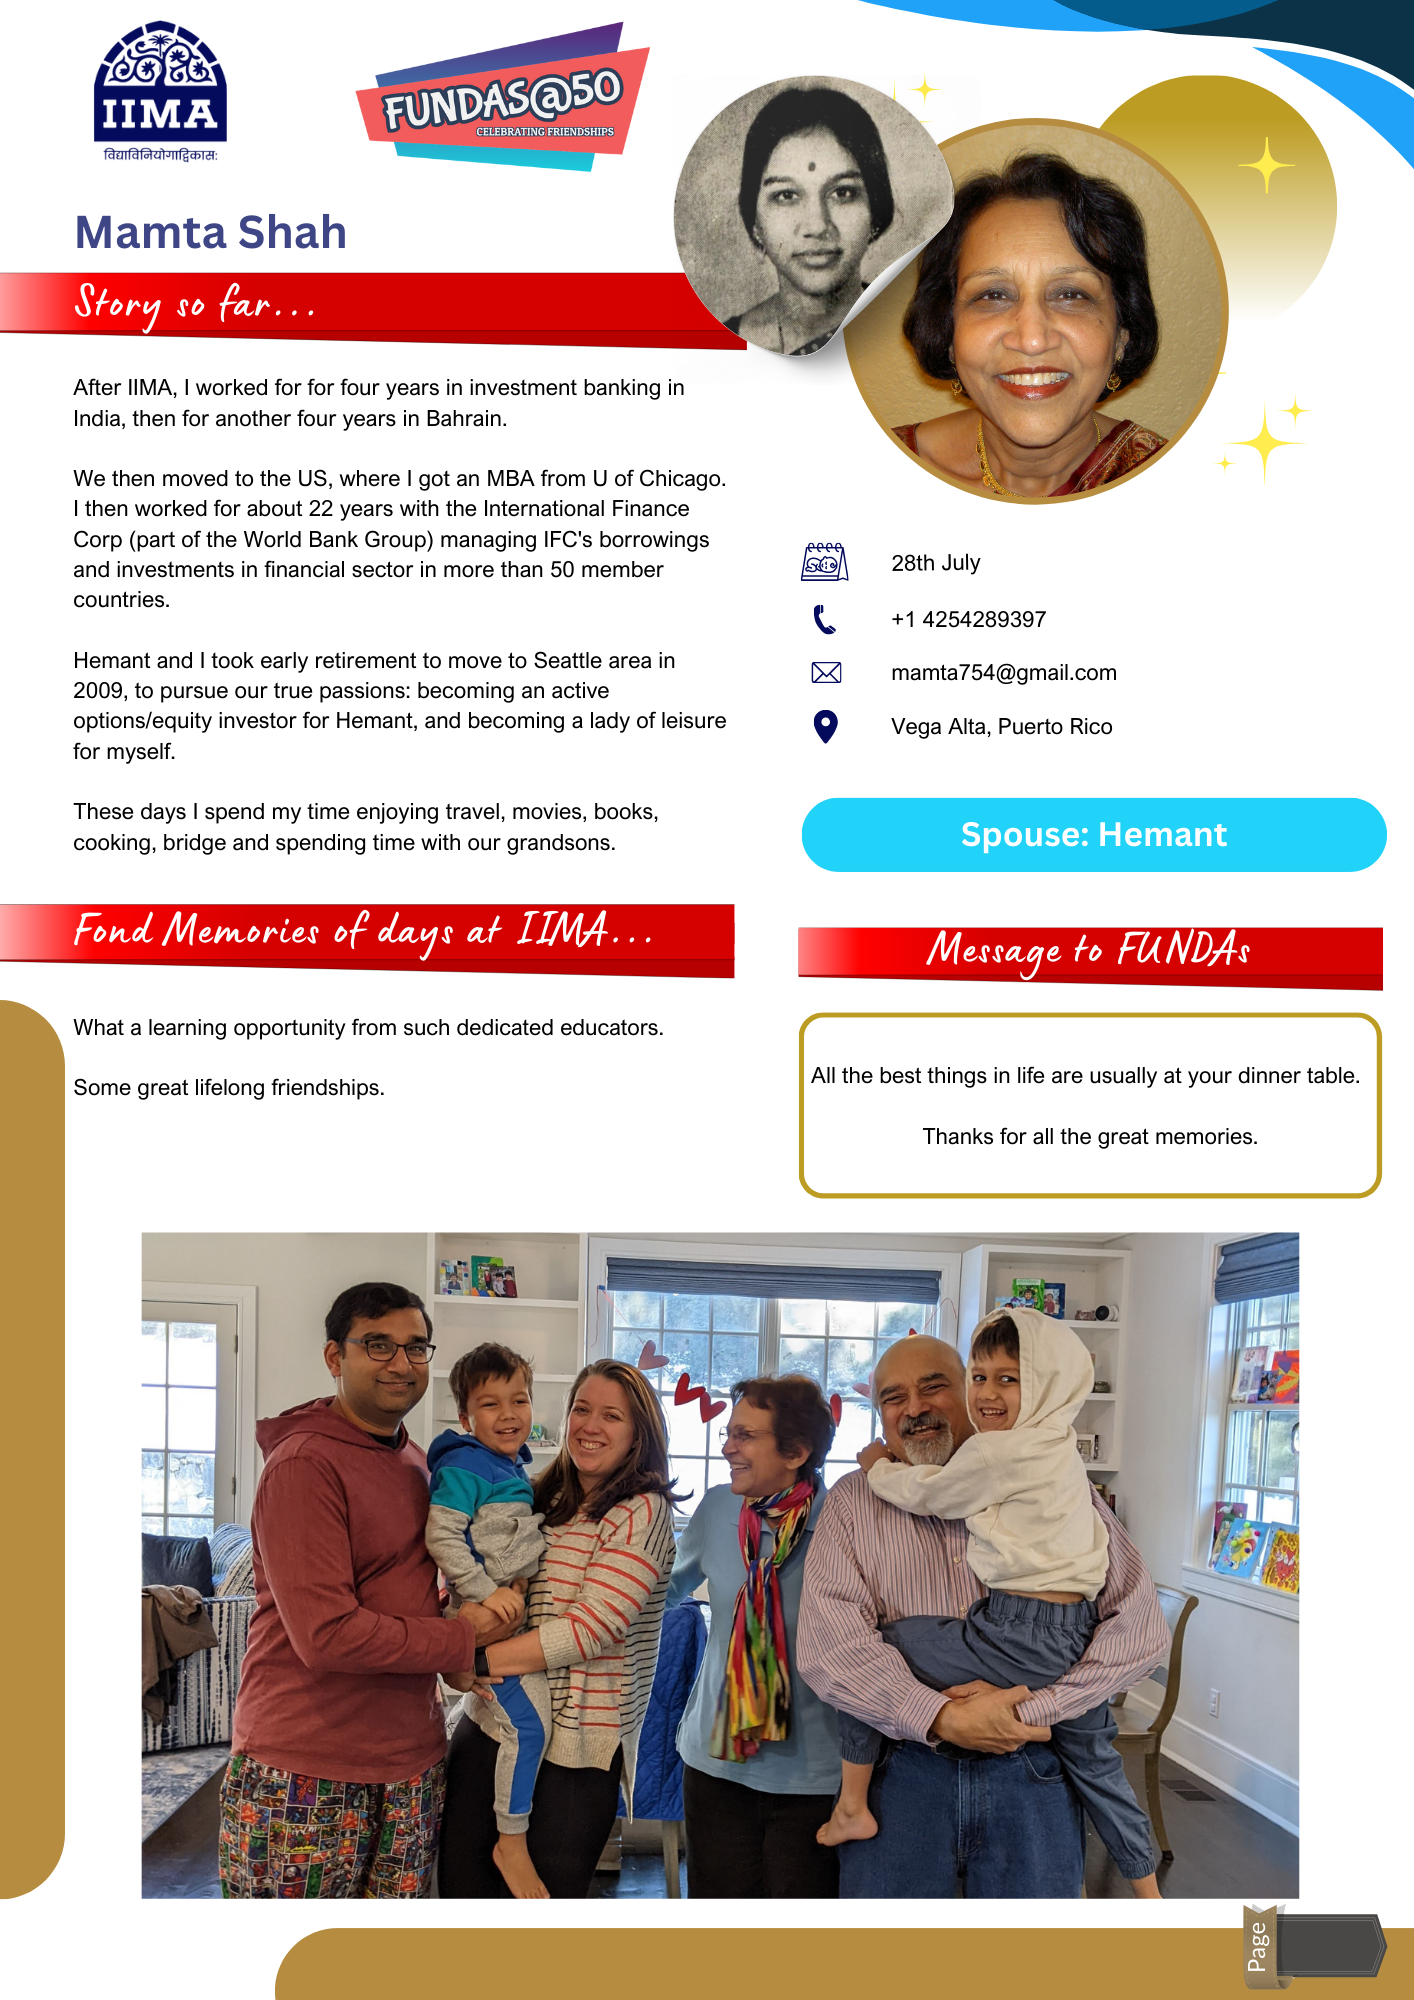 IIMA
विद्याविनियोगाद्विकास:
FUNDAS@50
CELEBRATING FRIENDSHIPS
Mamta Shah
Story so far...
After IIMA, I worked for for four years in investment banking in
India, then for another four years in Bahrain.
We then moved to the US, where I got an MBA from U of Chicago.
I then worked for about 22 years with the International Finance
Corp (part of the World Bank Group) managing IFC's borrowings
and investments in financial sector in more than 50 member
countries.
Hemant and I took early retirement to move to Seattle area in
2009, to pursue our true passions: becoming an active
options/equity investor for Hemant, and becoming a lady of leisure
for myself.
These days I spend my time enjoying travel, movies, books,
cooking, bridge and spending time with our grandsons.
28th July
+1 4254289397
mamta754@gmail.com
Vega Alta, Puerto Rico
Spouse: Hemant
Fond Memories of days at IIMA...
What a learning opportunity from such dedicated educators.
Some great lifelong friendships.
Message to FUNDAs
All the best things in life are usually at your dinner table.
Thanks for all the great memories.
Page